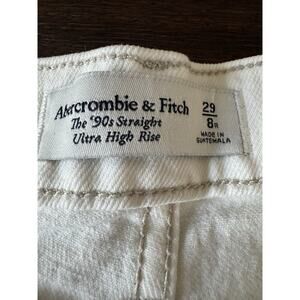 Abercrombie & Fitch
The '90s Straight
Ultra High Rise
29
8R
MADE IN
GUATEMALA